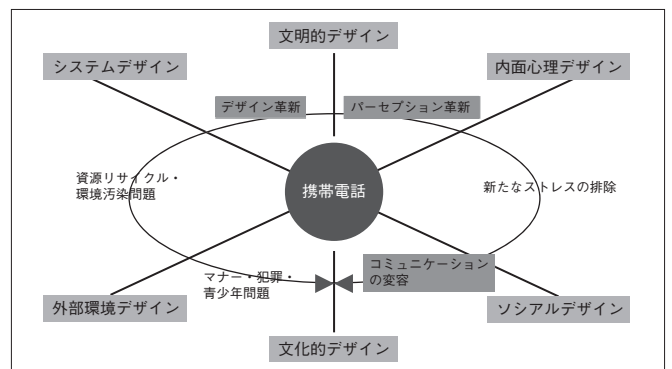 文明的デザイン
システムデザイン
内面心理デザイン
デザイン革新
パーセプション革新
資源リサイクル・
環境汚染問題
携帯電話
新たなストレスの排除
マナー・犯罪・
青少年問題
コミュニケーション
の変容
外部環境デザイン
ソシアルデザイン
文化的デザイン